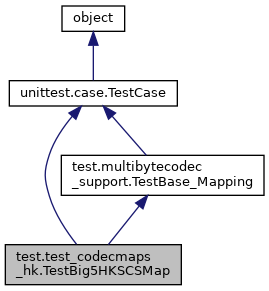 object
unittest.case.TestCase
test.multibytecodec
_support.TestBase_Mapping
test.test_codecmaps
_hk.TestBig5HKSCSMap